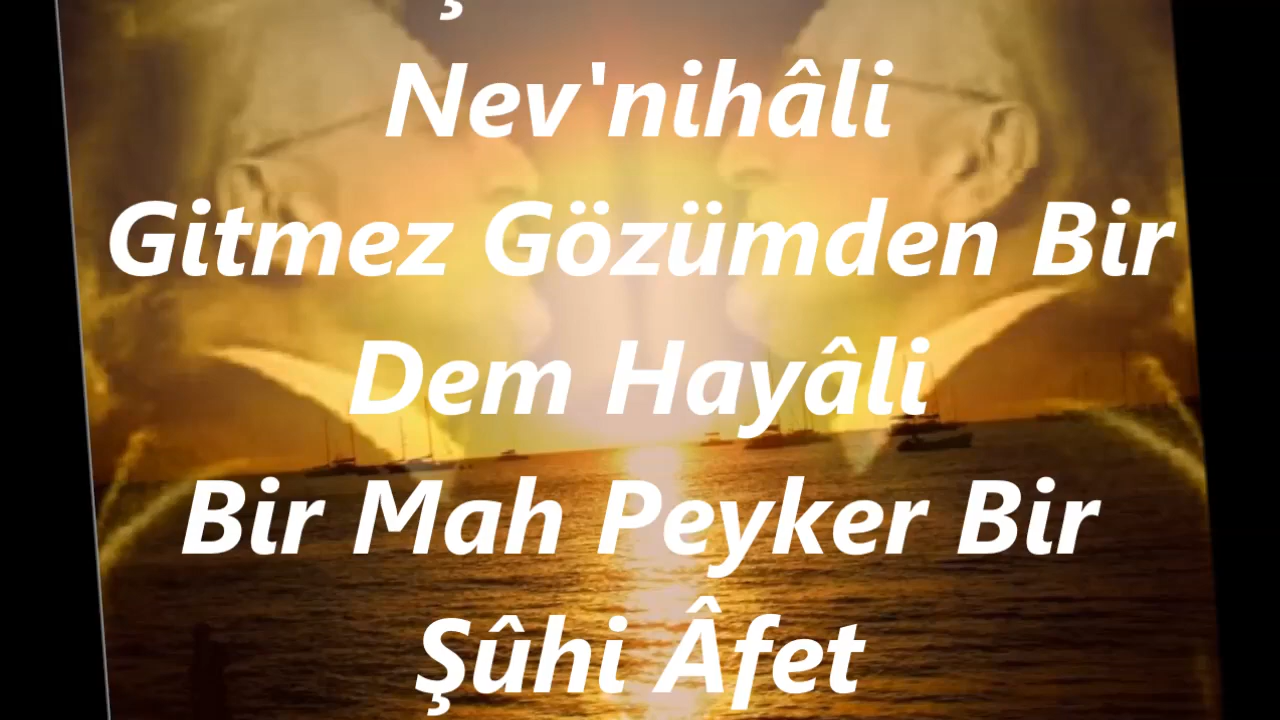 Nev'nihâli
Gitmez Gözümden Bir
Dem Hayâli
Bir Mah Peyker Bir
Şûhi Âfet